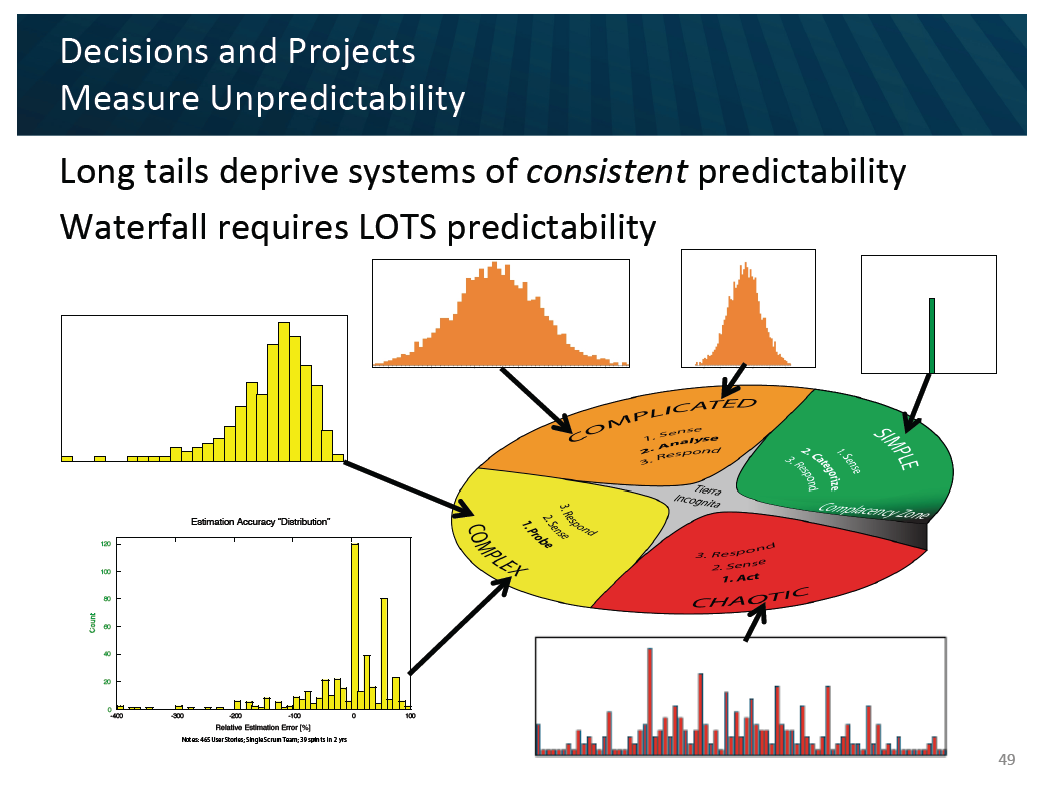 Decisions and Projects
Measure Unpredictability
Long tails deprive systems of consistent predictability
Waterfall requires LOTS predictability
COMPLICATED
1. Sense
2. Analyse
3. Respond
SIMPLE
1. Sense
2. Categorize
3. Respond
Complacency Zone
Tierra
Incognita
COMPLEX
3. Respond
2. Sense
1. Probe
3. Respond
2. Sense
1. Act
CHAOTIC
Estimation Accuracy "Distribution"
Count
120
100
80
60
40
20
0
-400 -300 -200 -100 0 100
Relative Estimation Error [%]
Notes: 465 User Stories; Single Scrum Team; 39 sprints in 2 yrs
49